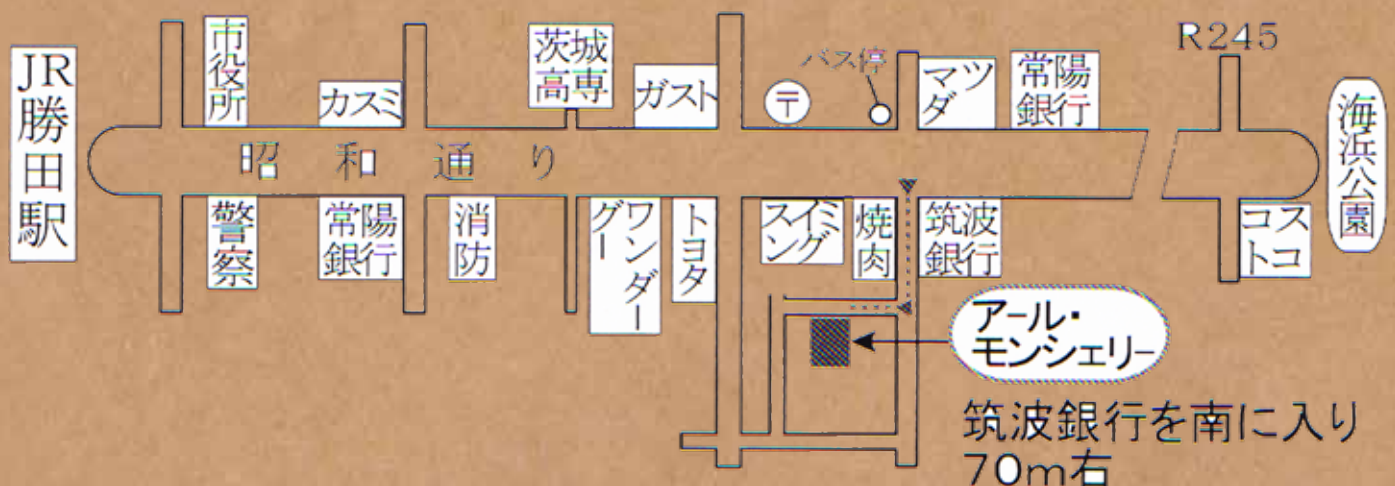 JR勝田駅
市役所
カスミ
茨城
高専
ガスト
〒
バス停
マツ
ダ
常陽
銀行
R245
海浜公園
昭和通り
警察
常陽
銀行
消防
ワンダー
グー
トヨタ
スイミ
ング
焼肉
筑波
銀行
コス
トコ
アール・
モンシェリー
筑波銀行を南に入り
70m右